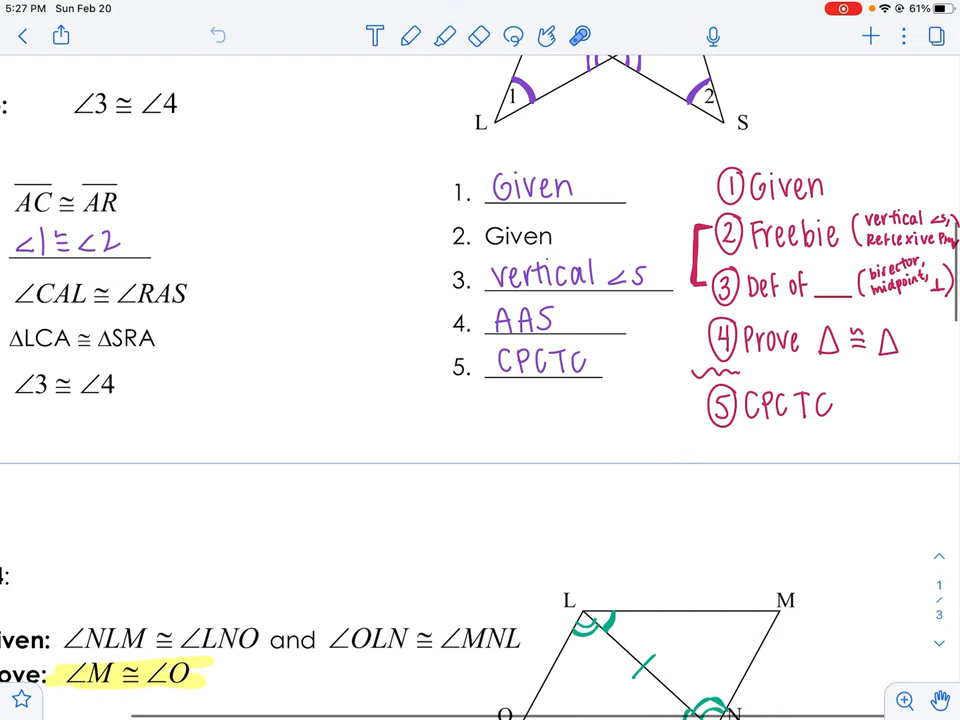 5:27 PM Sun Feb 20
61%
∠3 ≅ ∠4
1
2
L
S
AC ≅ AR
∠1 ≅ ∠2
∠CAL ≅ ∠RAS
ΔLCA ≅ ΔSRA
∠3 ≅ ∠4
1. Given
2. Given
3. vertical ∠s
4. AAS
5. CPCTC
① Given
② Freebie (vertical ∠s,
Reflexive Prop
③ Def of ___ (bisector,
midpoint, ⊥)
④ Prove Δ ≅ Δ
⑤ CPCTC
1
/
3
4:
iven: ∠NLM ≅ ∠LNO and ∠OLN ≅ ∠MNL
ove: ∠M ≅ ∠O
L
M
O
N